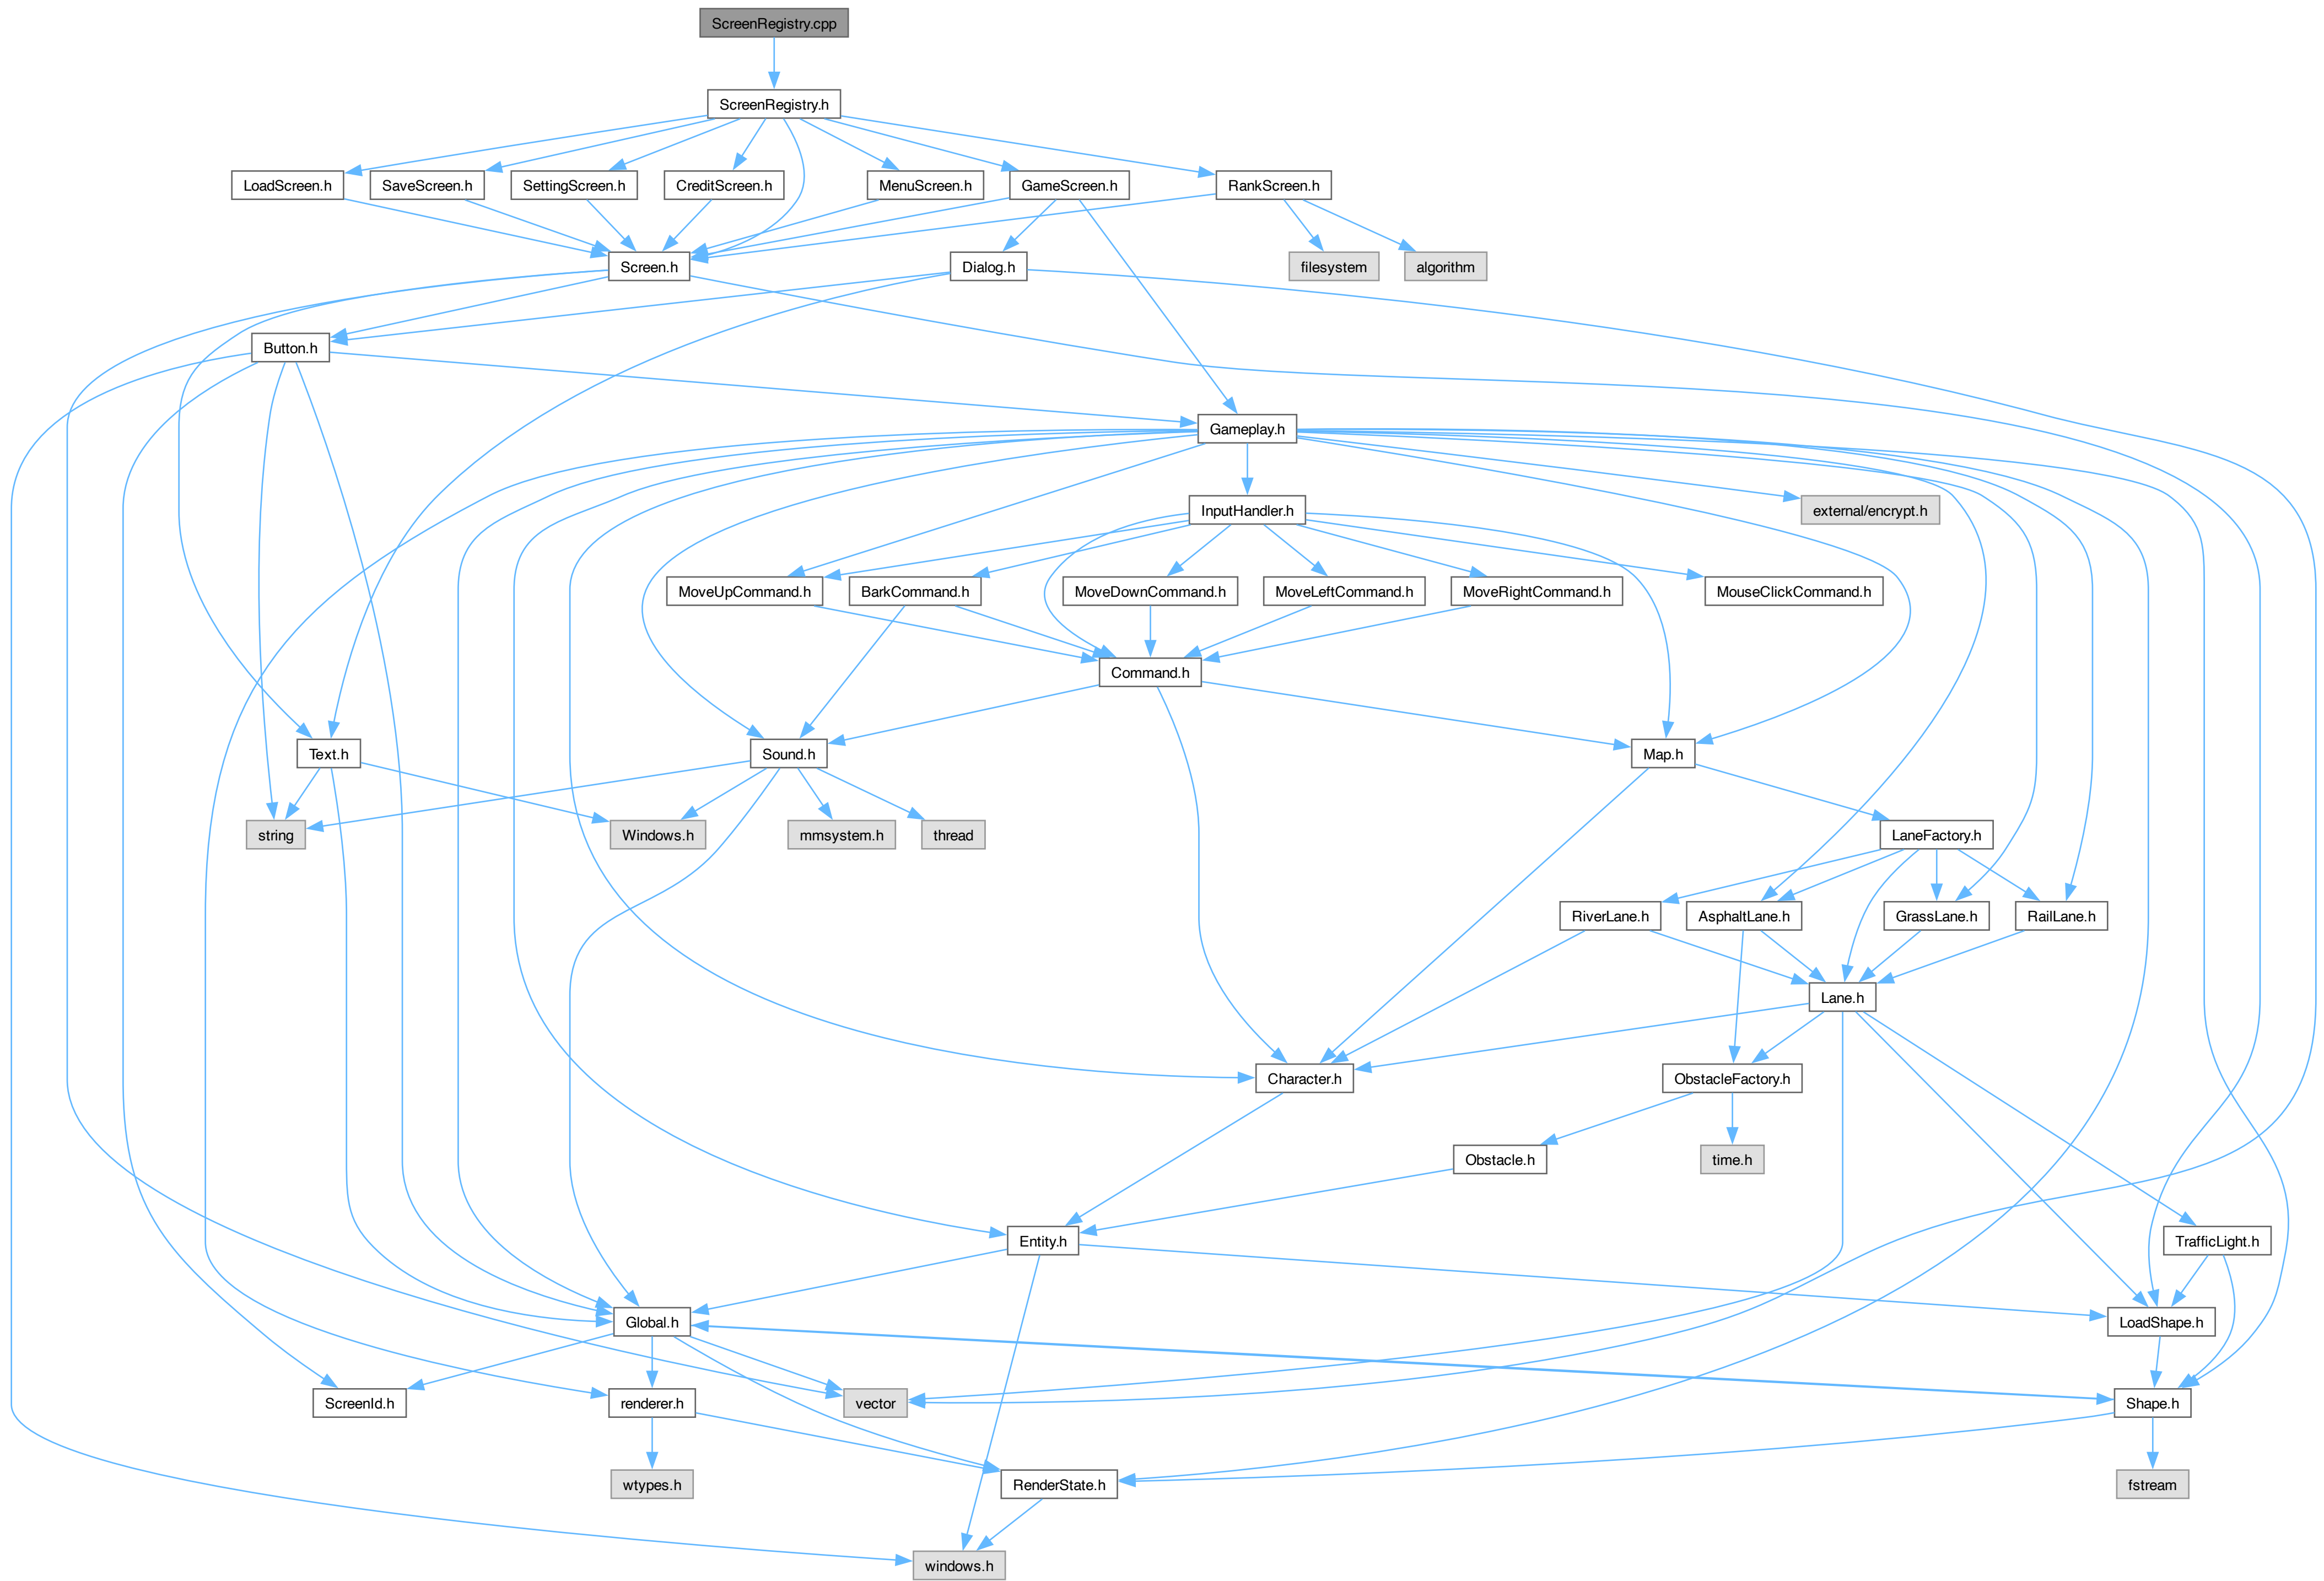 ScreenRegistry.cpp
ScreenRegistry.h
LoadScreen.h
SaveScreen.h
SettingScreen.h
CreditScreen.h
MenuScreen.h
GameScreen.h
RankScreen.h
Screen.h
Dialog.h
filesystem
algorithm
Button.h
Gameplay.h
InputHandler.h
external/encrypt.h
MoveUpCommand.h
BarkCommand.h
MoveDownCommand.h
MoveLeftCommand.h
MoveRightCommand.h
MouseClickCommand.h
Command.h
Text.h
Sound.h
Map.h
string
Windows.h
mmsystem.h
thread
LaneFactory.h
RiverLane.h
AsphaltLane.h
GrassLane.h
RailLane.h
Lane.h
Character.h
ObstacleFactory.h
Obstacle.h
time.h
Entity.h
TrafficLight.h
Global.h
LoadShape.h
ScreenId.h
renderer.h
vector
Shape.h
wtypes.h
RenderState.h
fstream
windows.h